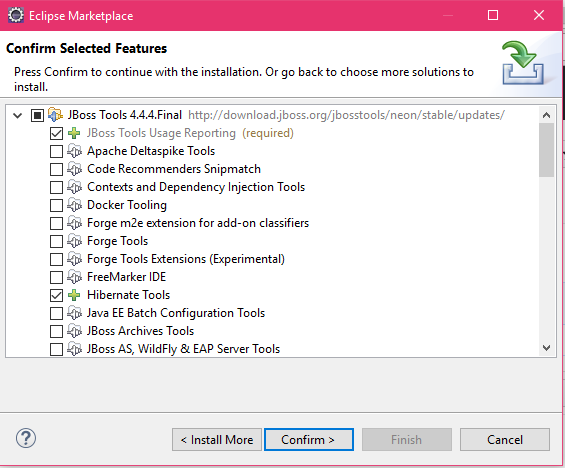 Eclipse Marketplace
Confirm Selected Features
Press Confirm to continue with the installation. Or go back to choose more solutions to
install.
JBoss Tools 4.4.4.Final http://download.jboss.org/jbosstools/neon/stable/updates/
JBoss Tools Usage Reporting (required)
Apache Deltaspike Tools
Code Recommenders Snipmatch
Contexts and Dependency Injection Tools
Docker Tooling
Forge m2e extension for add-on classifiers
Forge Tools
Forge Tools Extensions (Experimental)
FreeMarker IDE
Hibernate Tools
Java EE Batch Configuration Tools
JBoss Archives Tools
JBoss AS, WildFly & EAP Server Tools
?
< Install More
Confirm >
Finish
Cancel